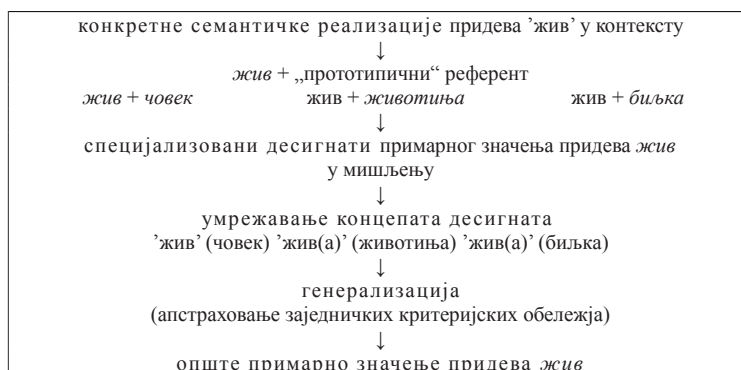 конкретне семантичке реализације придева ’жив’ у контексту
↓
жив + „прототипични“ референт
жив + човек жив + животиња жив + биљка
↓
специјализовани десигнати примарног значења придева жив
у мишљењу
↓
умрежавање концепата десигната
’жив’ (човек) ’жив(а)’ (животиња) ’жив(а)’ (биљка)
↓
генерализација
(апстраховање заједничких критеријских обележја)
↓
опште примарно значење придева жив